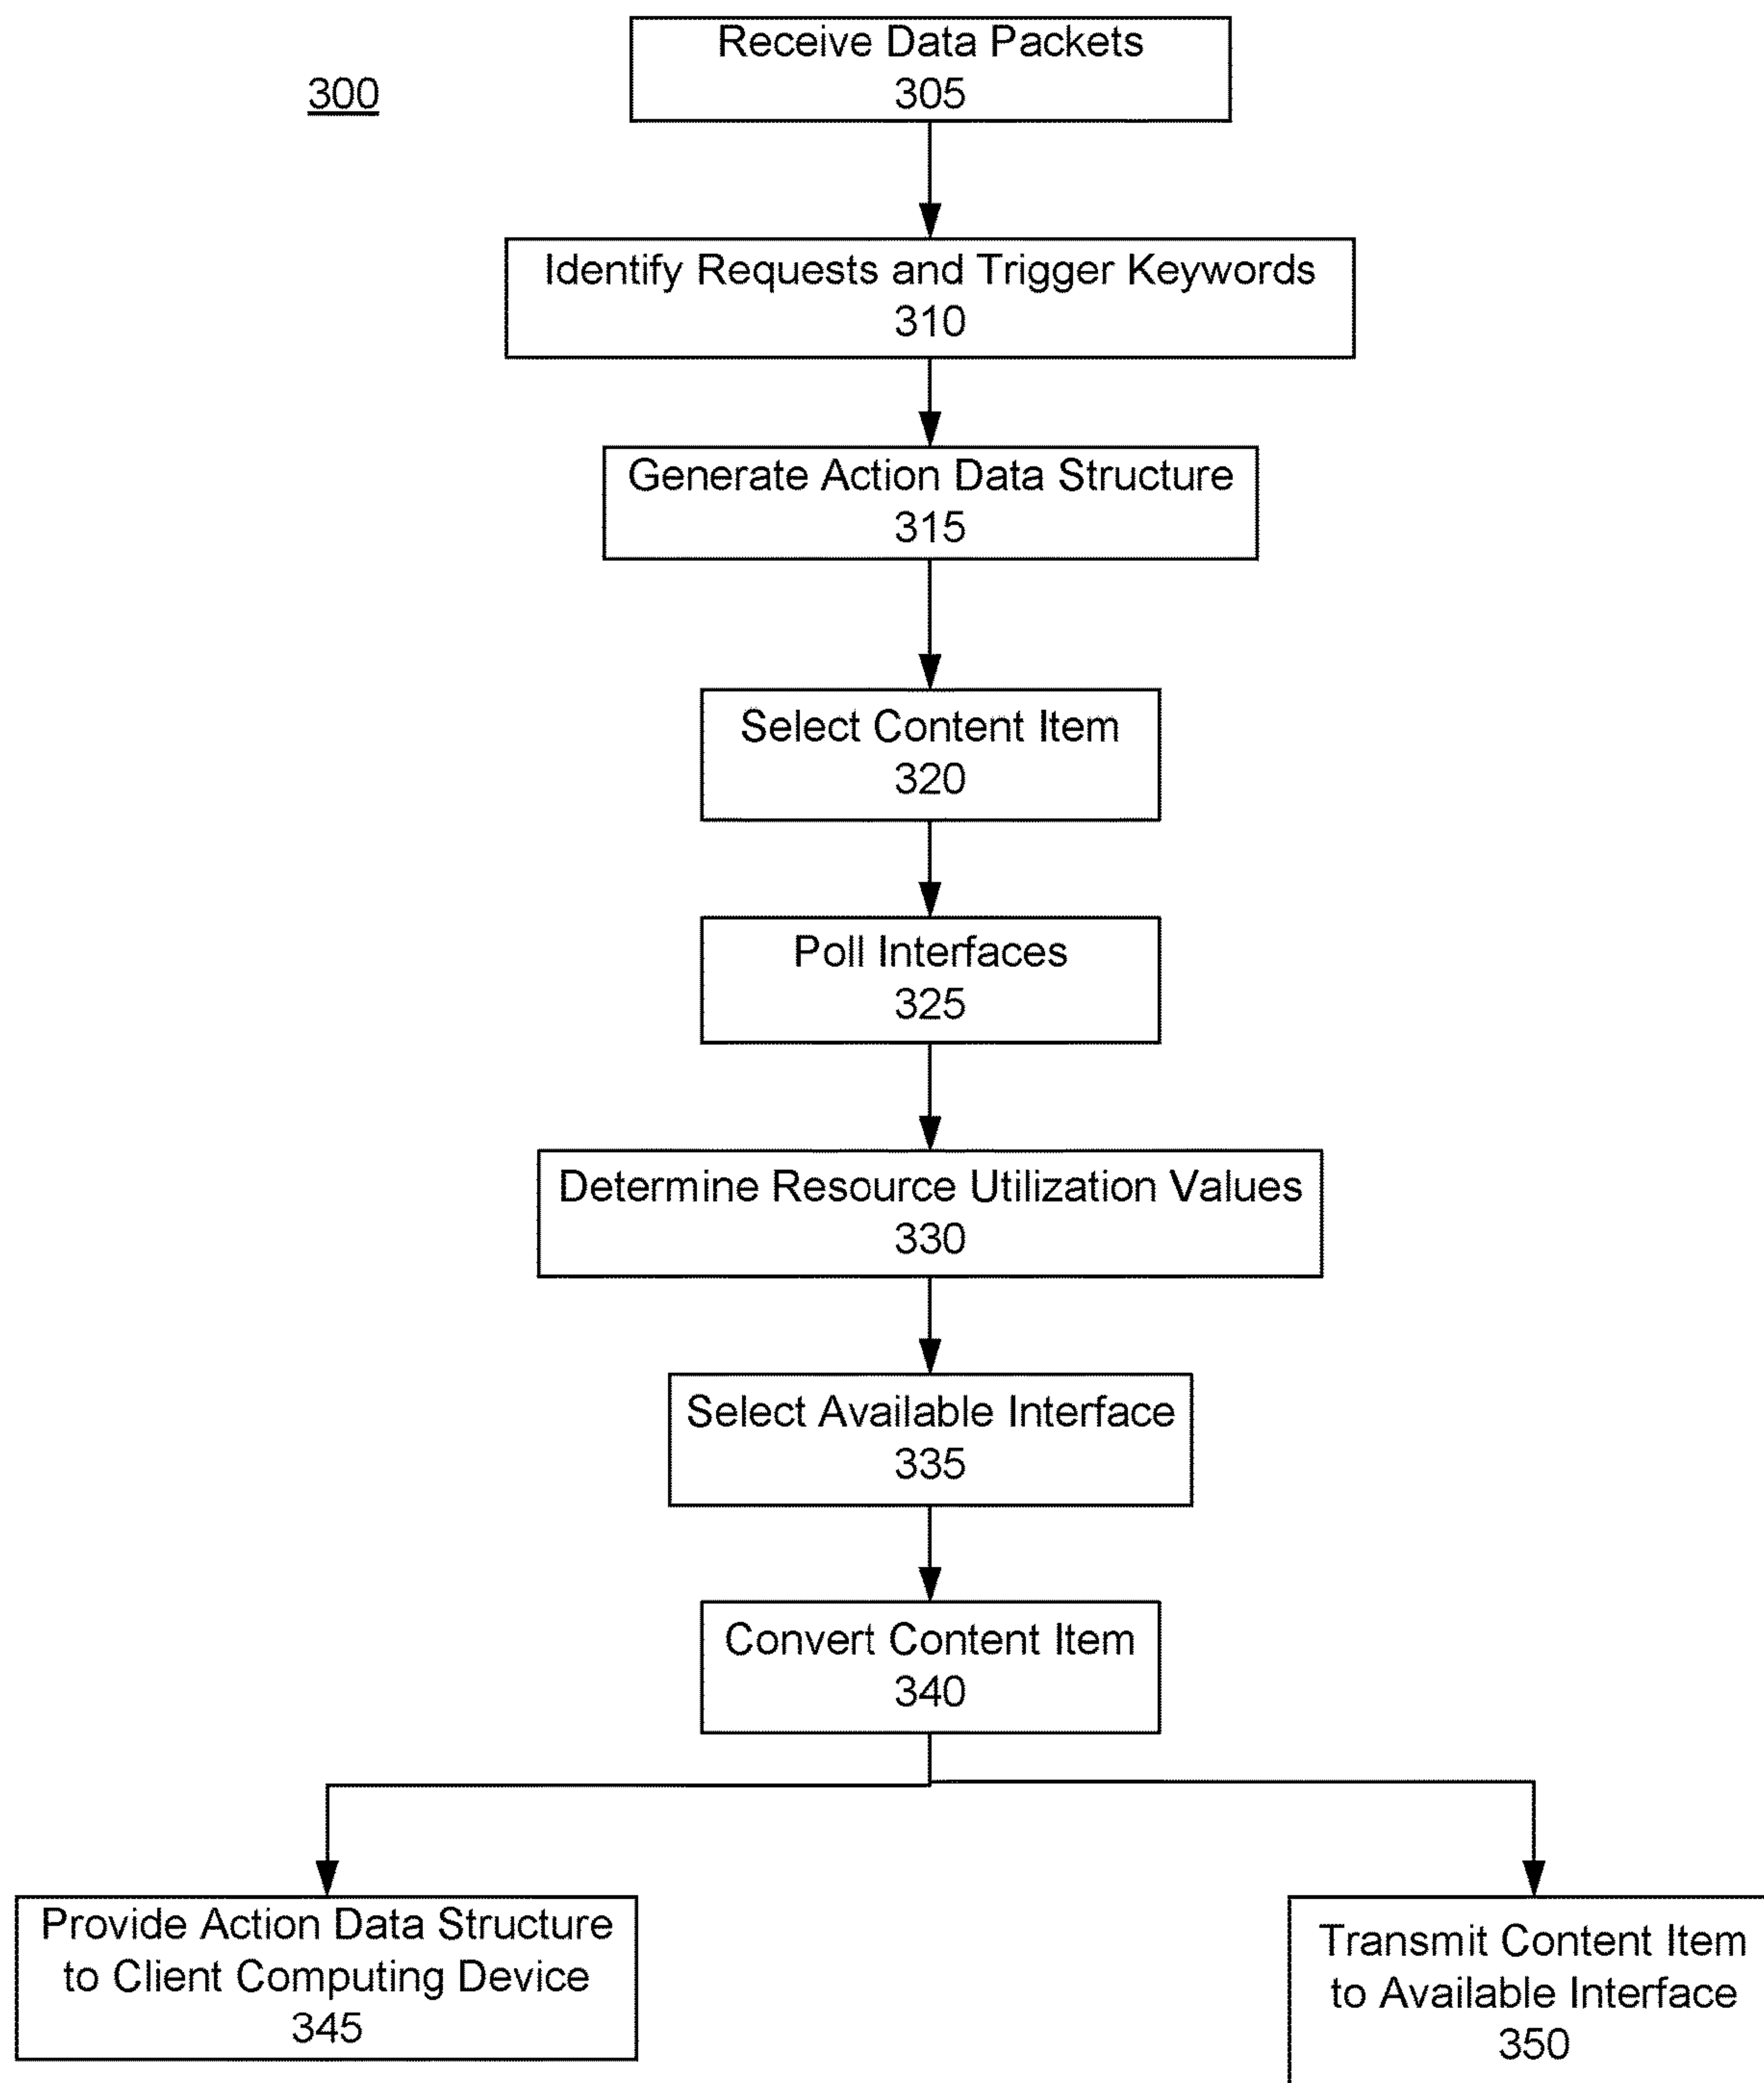 300
Receive Data Packets
305
Identify Requests and Trigger Keywords
310
Generate Action Data Structure
315
Select Content Item
320
Poll Interfaces
325
Determine Resource Utilization Values
330
Select Available Interface
335
Convert Content Item
340
Provide Action Data Structure
to Client Computing Device
345
Transmit Content Item
to Available Interface
350